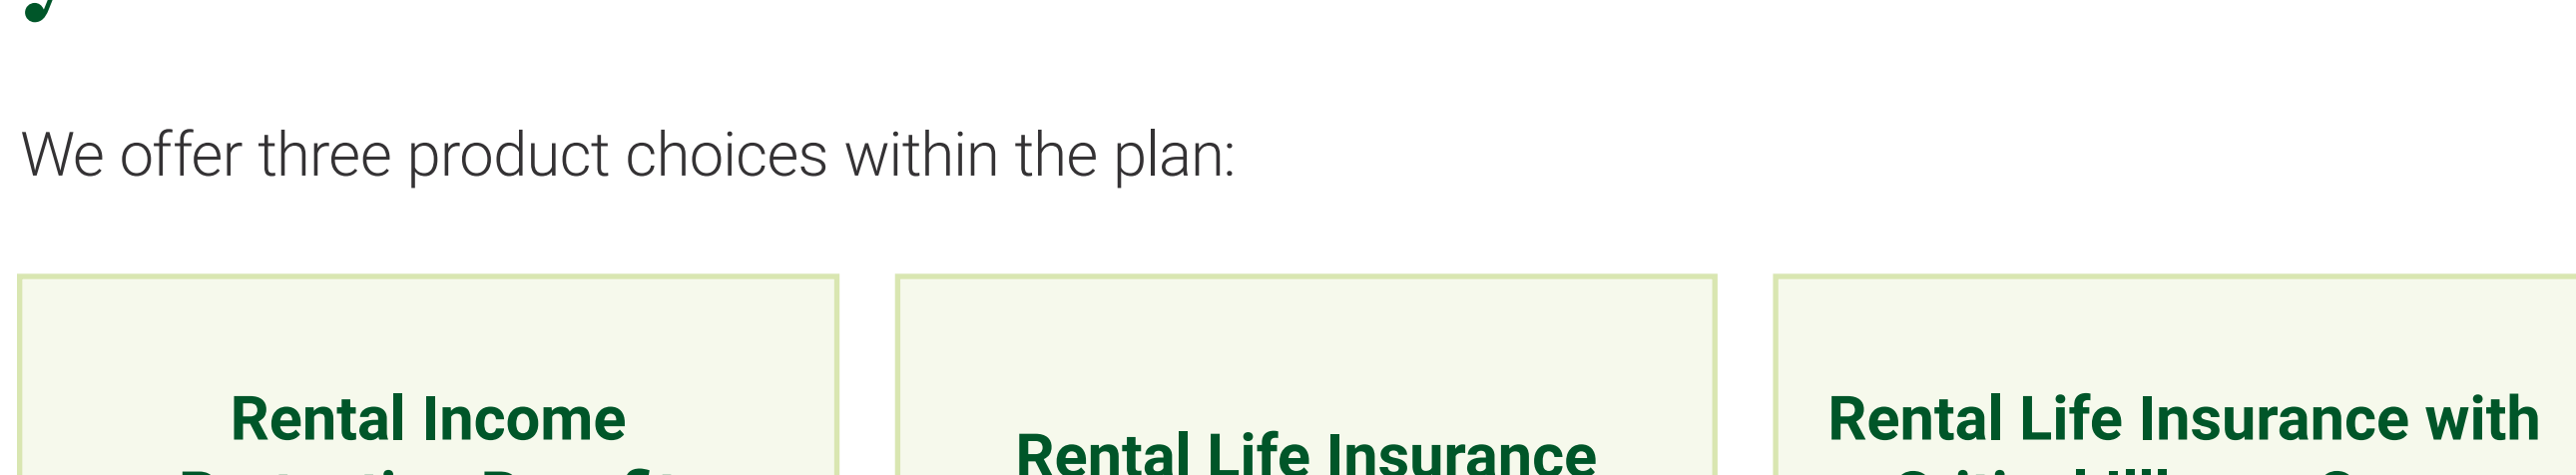 We offer three product choices within the plan:
Rental Income
Rental Life Insurance
Rental Life Insurance with